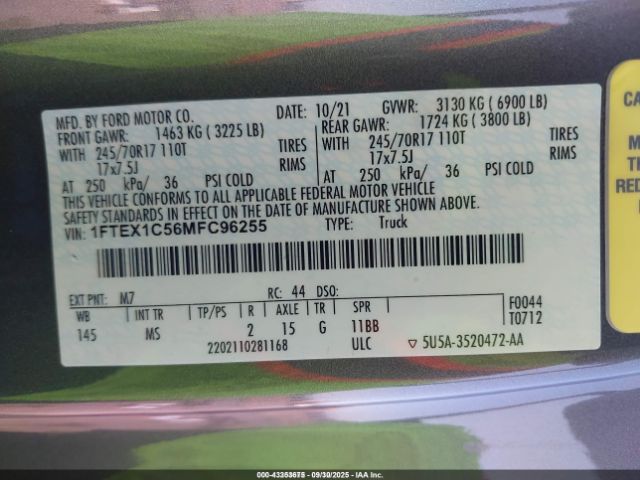 MFD. BY FORD MOTOR CO. DATE: 10/21 GVWR: 3130 KG ( 6900 LB)
FRONT GAWR: 1463 KG ( 3225 LB) REAR GAWR: 1724 KG ( 3800 LB)
WITH 245/70R17 110T TIRES WITH 245/70R17 110T TIRES
17x7.5J RIMS 17x7.5J RIMS
AT 250 kPa/ 36 PSI COLD AT 250 kPa/ 36 PSI COLD
THIS VEHICLE CONFORMS TO ALL APPLICABLE FEDERAL MOTOR VEHICLE
SAFETY STANDARDS IN EFFECT ON THE DATE OF MANUFACTURE SHOWN ABOVE.
VIN: 1FTEX1C56MFC96255 TYPE: Truck
EXT PNT: M7 RC: 44 DSO:
WB INT TR TP/PS R AXLE TR SPR F0044
145 MS 2 15 G 11BB T0712
2202110281168 ULC ▽ 5U5A-3520472-AA
000-43353675 - 09/30/2025 - IAA Inc.